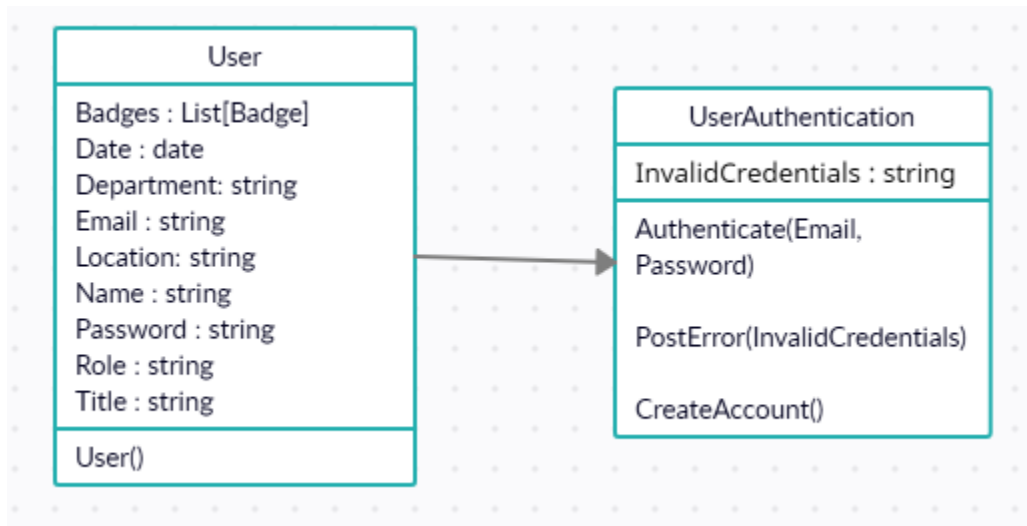 User
Badges : List[Badge]
Date : date
Department: string
Email : string
Location: string
Name : string
Password : string
Role : string
Title : string
User()
UserAuthentication
InvalidCredentials : string
Authenticate(Email,
Password)
PostError(InvalidCredentials)
CreateAccount()